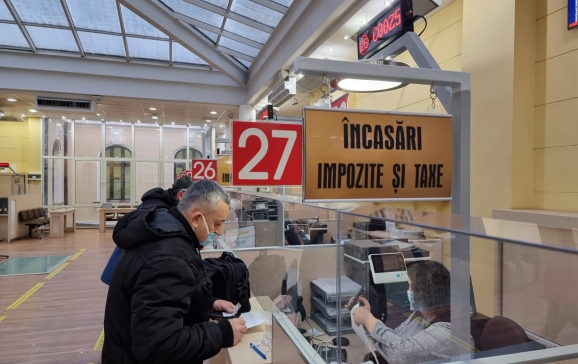 27
26
ÎNCASĂRI
IMPOZITE ȘI TAXE